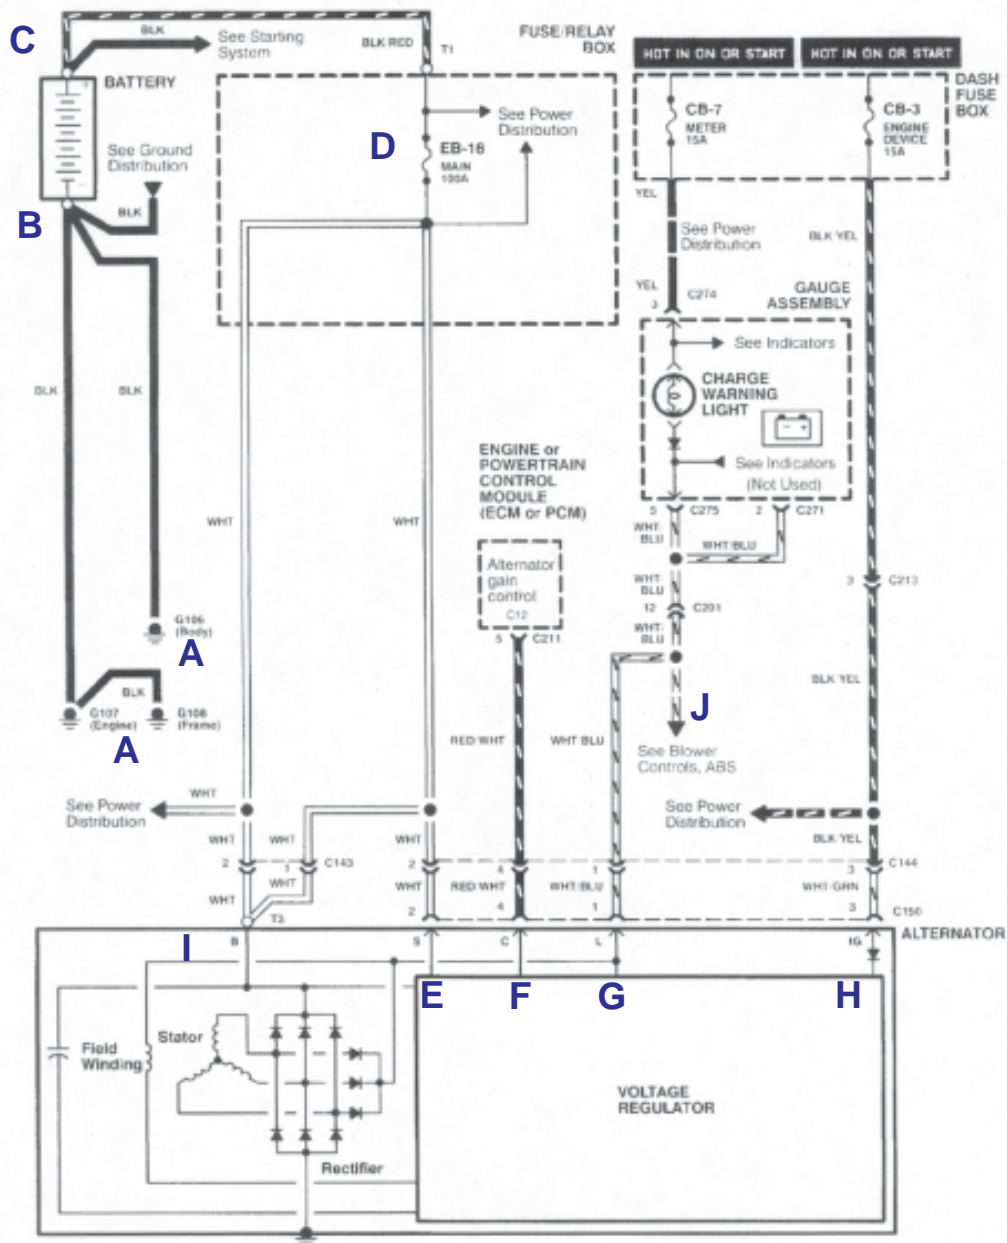 C
BLK
See Starting
System
BLK/RED
T1
FUSE/RELAY
BOX
HOT IN ON OR START
HOT IN ON OR START
BATTERY
+
-
DASH
FUSE
BOX
See Ground
Distribution
BLK
B
D
See Power
Distribution
EB-16
MAIN
100A
CB-7
METER
15A
CB-3
ENGINE
DEVICE
15A
YEL
See Power
Distribution
BLK YEL
YEL
3
C274
GAUGE
ASSEMBLY
See Indicators
CHARGE
WARNING
LIGHT
- +
See Indicators
(Not Used)
BLK
BLK
ENGINE or
POWERTRAIN
CONTROL
MODULE
(ECM or PCM)
5
C275
2
C271
WHT
WHT
WHT/
BLU
WHT/BLU
Alternator
gain
control
C12
5
C211
WHT/
BLU
12
C201
WHT/
BLU
3
C213
G106
(Body)
A
BLK
G107
(Engine)
G108
(Frame)
A
BLK YEL
J
RED/WHT
WHT BLU
See Blower
Controls, ABS
WHT
See Power
Distribution
See Power
Distribution
WHT
WHT
WHT
BLK YEL
2
1
C143
2
4
1
3
C144
WHT
WHT
WHT
RED WHT
WHT/BLU
WHT/GRN
T3
2
4
1
3
C150
ALTERNATOR
I
B
S
C
L
IG
E
F
G
H
Stator
Field
Winding
Rectifier
VOLTAGE
REGULATOR